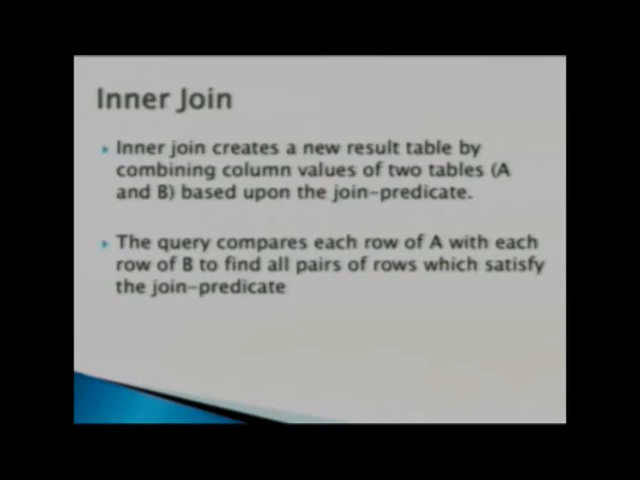 Inner Join
Inner join creates a new result table by
combining column values of two tables (A
and B) based upon the join-predicate.
The query compares each row of A with each
row of B to find all pairs of rows which satisfy
the join-predicate